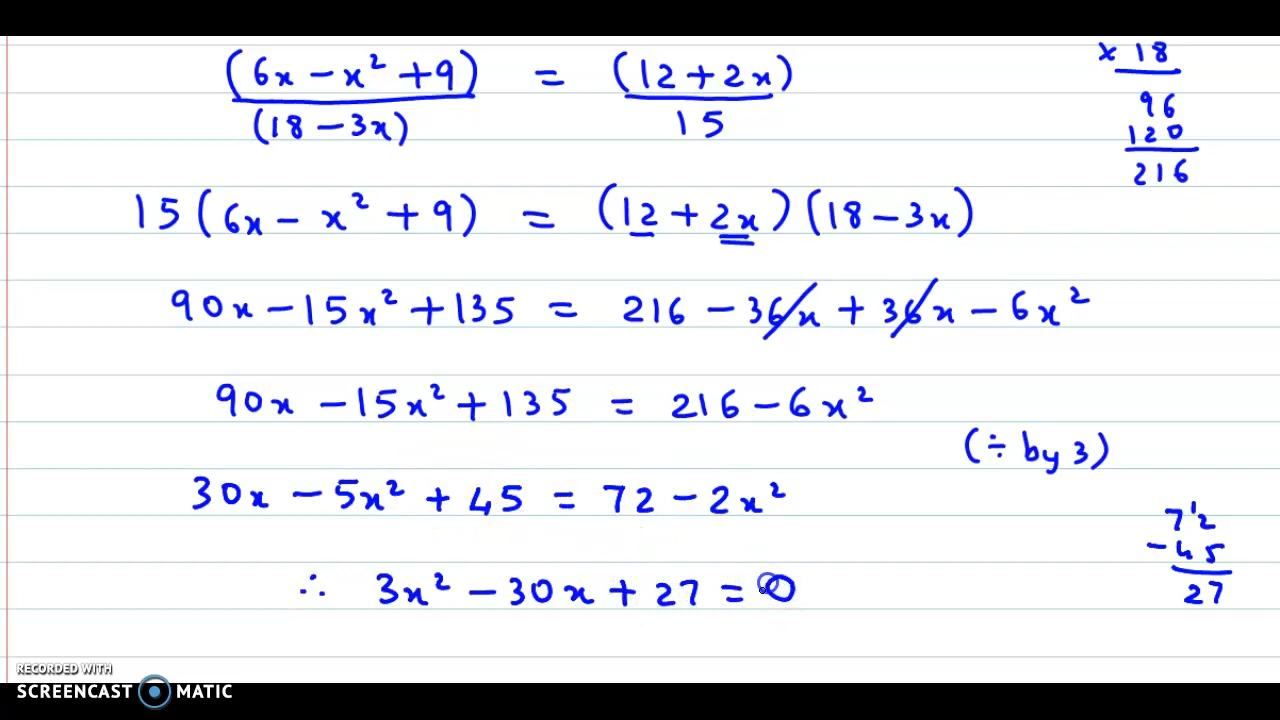 (6x - x² + 9) / (18 - 3x) = (12 + 2x) / 15
15(6x - x² + 9) = (12 + 2x)(18 - 3x)
90x - 15x² + 135 = 216 - 36x + 36x - 6x²
90x - 15x² + 135 = 216 - 6x²
(÷ by 3)
30x - 5x² + 45 = 72 - 2x²
∴ 3x² - 30x + 27 = 0
× 18
96
120
216
7¹2
- 45
27
RECORDED WITH
SCREENCAST MATIC